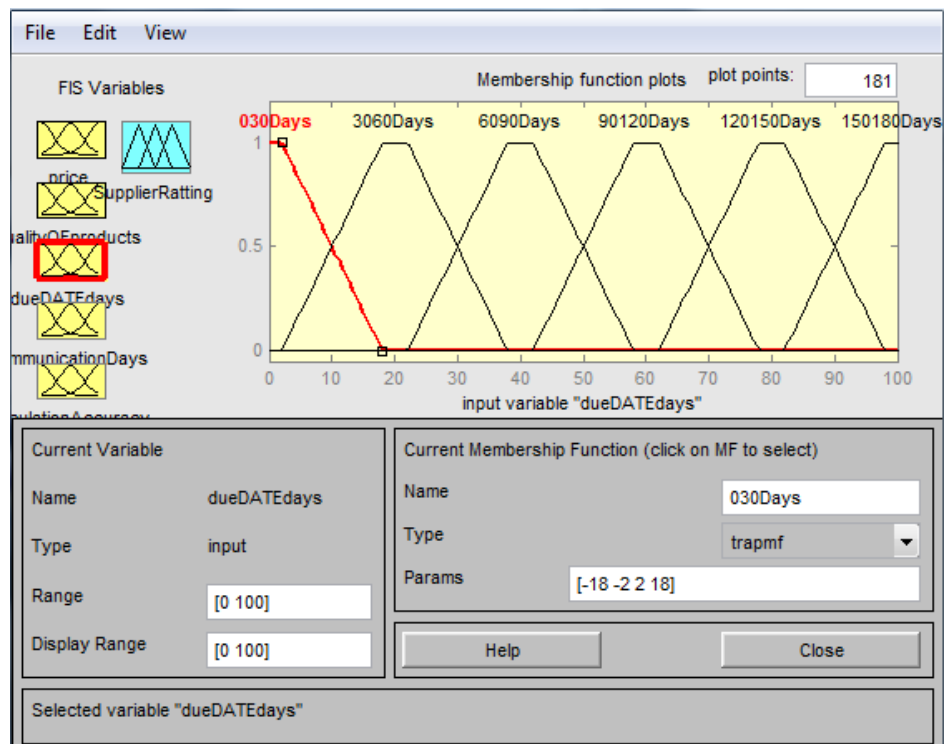 File Edit View
FIS Variables
Membership function plots plot points: 181
030Days 3060Days 6090Days 90120Days 120150Days 150180Days
price
SupplierRatting
alityOFproducts
dueDATEdays
mmunicationDays
1
0.5
0
0 10 20 30 40 50 60 70 80 90 100
input variable "dueDATEdays"
Current Variable
Name dueDATEdays
Type input
Range [0 100]
Display Range [0 100]
Current Membership Function (click on MF to select)
Name 030Days
Type trapmf
Params [-18 -2 2 18]
Help Close
Selected variable "dueDATEdays"